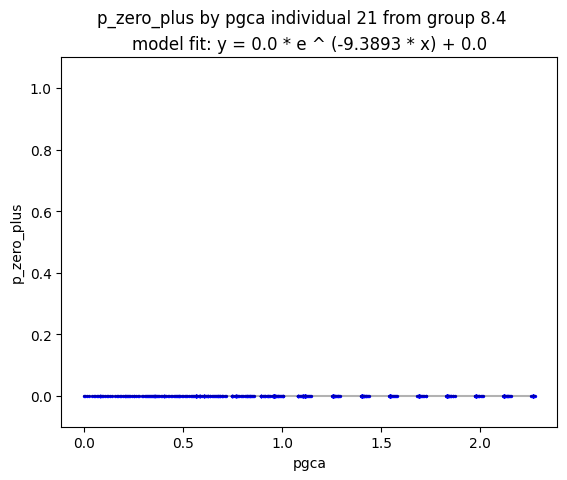 p_zero_plus by pgca individual 21 from group 8.4
model fit: y = 0.0 * e ^ (-9.3893 * x) + 0.0
1.0
0.8
0.6
0.4
0.2
0.0
p_zero_plus
0.0 0.5 1.0 1.5 2.0
pgca